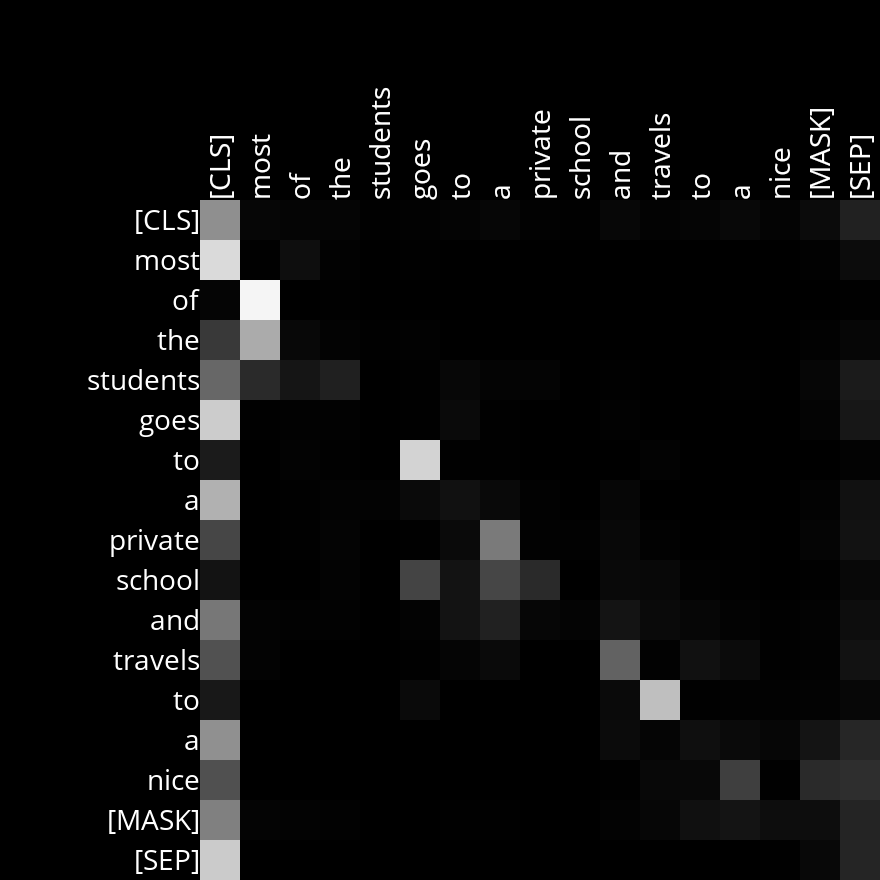 [CLS] most of the students goes to a private school and travels to a nice [MASK] [SEP]
[CLS]
most
of
the
students
goes
to
a
private
school
and
travels
to
a
nice
[MASK]
[SEP]